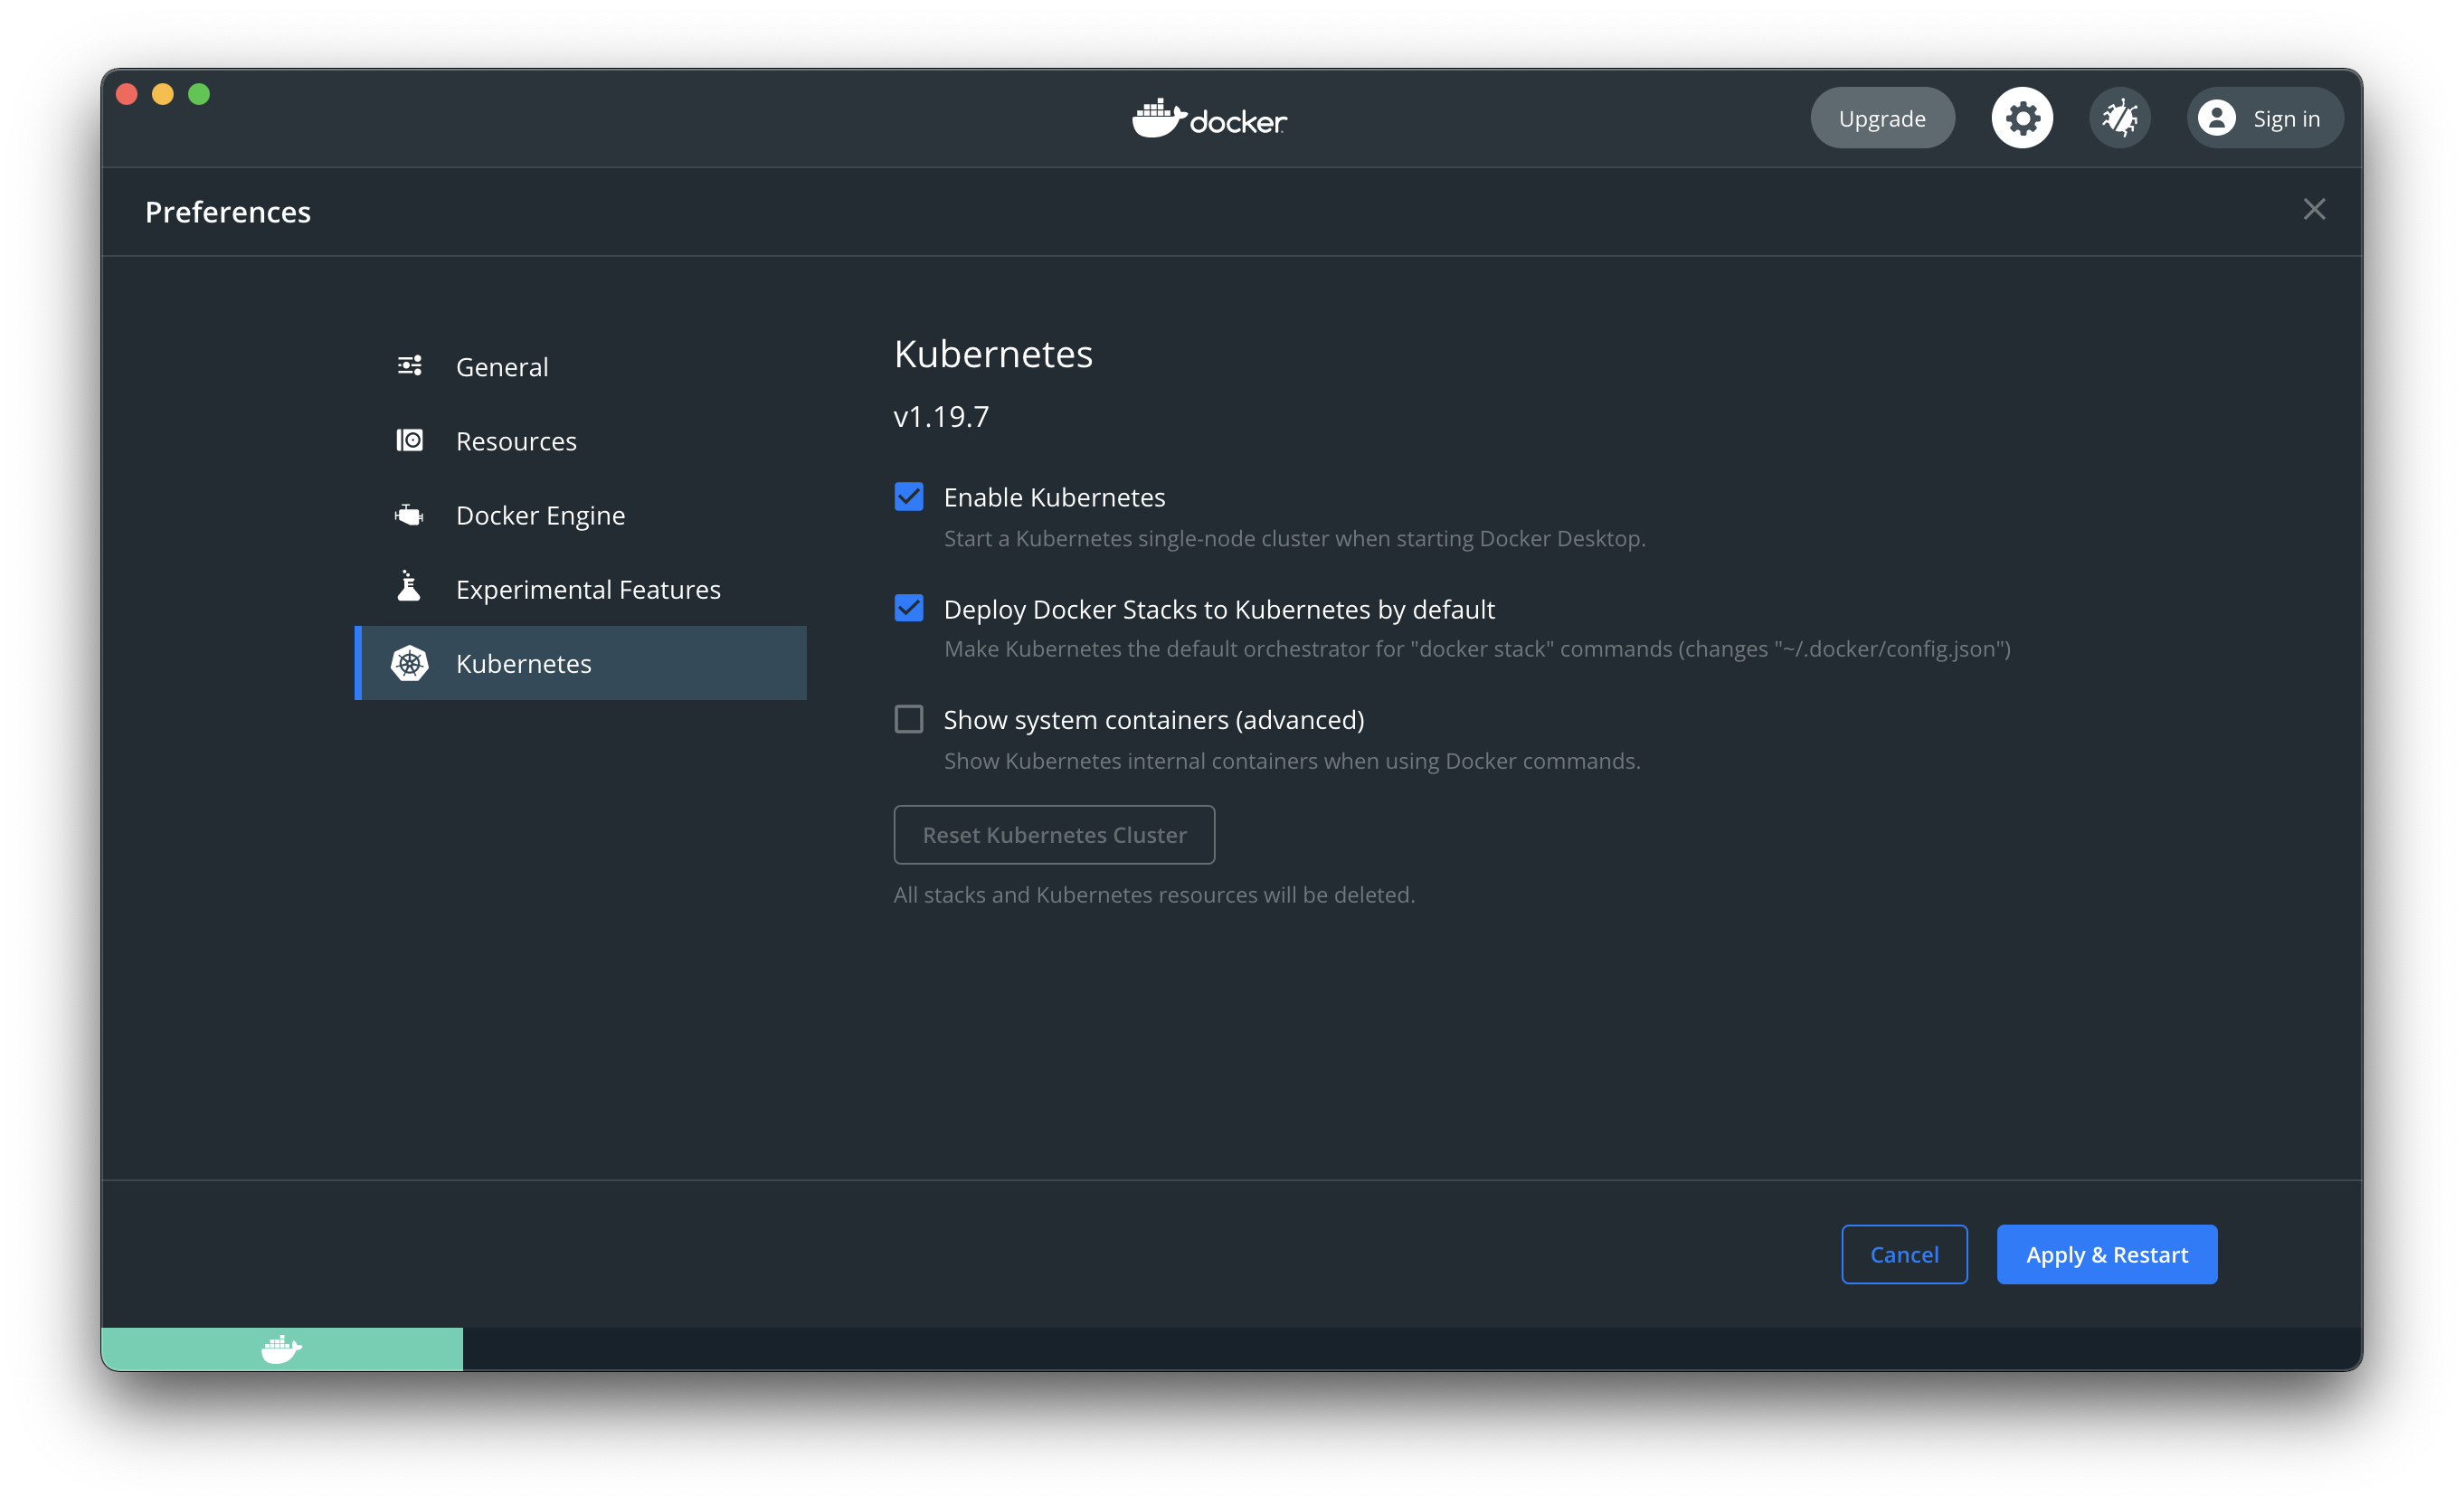 docker
Upgrade
Sign in
Preferences
General
Resources
Docker Engine
Experimental Features
Kubernetes
Kubernetes
v1.19.7
Enable Kubernetes
Start a Kubernetes single-node cluster when starting Docker Desktop.
Deploy Docker Stacks to Kubernetes by default
Make Kubernetes the default orchestrator for "docker stack" commands (changes "~/.docker/config.json")
Show system containers (advanced)
Show Kubernetes internal containers when using Docker commands.
Reset Kubernetes Cluster
All stacks and Kubernetes resources will be deleted.
Cancel
Apply & Restart